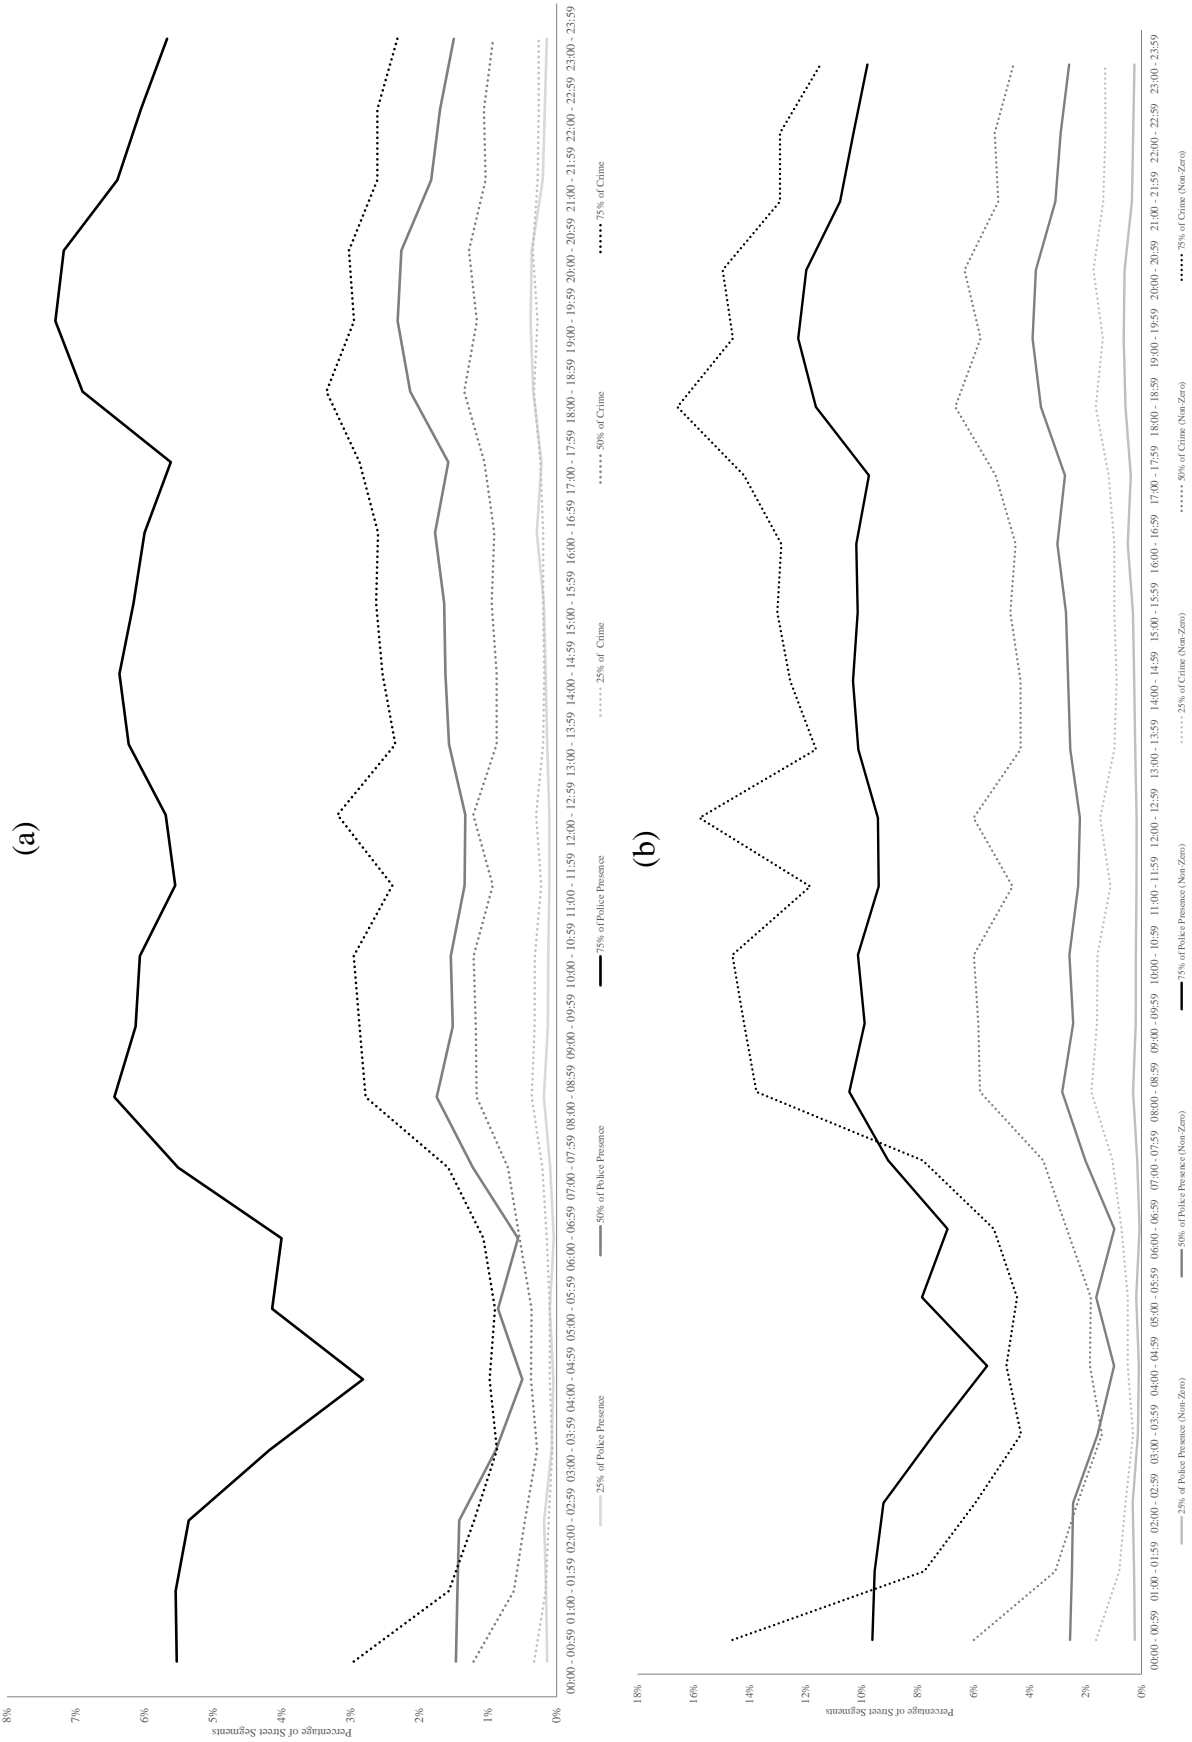 (a)
8%
7%
6%
5%
4%
3%
2%
1%
0%
Percentage of Street Segments
00:00 - 00:59 01:00 - 01:59 02:00 - 02:59 03:00 - 03:59 04:00 - 04:59 05:00 - 05:59 06:00 - 06:59 07:00 - 07:59 08:00 - 08:59 09:00 - 09:59 10:00 - 10:59 11:00 - 11:59 12:00 - 12:59 13:00 - 13:59 14:00 - 14:59 15:00 - 15:59 16:00 - 16:59 17:00 - 17:59 18:00 - 18:59 19:00 - 19:59 20:00 - 20:59 21:00 - 21:59 22:00 - 22:59 23:00 - 23:59
25% of Police Presence 50% of Police Presence 75% of Police Presence 25% of Crime 50% of Crime 75% of Crime
(b)
18%
16%
14%
12%
10%
8%
6%
4%
2%
0%
Percentage of Street Segments
00:00 - 00:59 01:00 - 01:59 02:00 - 02:59 03:00 - 03:59 04:00 - 04:59 05:00 - 05:59 06:00 - 06:59 07:00 - 07:59 08:00 - 08:59 09:00 - 09:59 10:00 - 10:59 11:00 - 11:59 12:00 - 12:59 13:00 - 13:59 14:00 - 14:59 15:00 - 15:59 16:00 - 16:59 17:00 - 17:59 18:00 - 18:59 19:00 - 19:59 20:00 - 20:59 21:00 - 21:59 22:00 - 22:59 23:00 - 23:59
25% of Police Presence (Non-Zero) 50% of Police Presence (Non-Zero) 75% of Police Presence (Non-Zero) 25% of Crime (Non-Zero) 50% of Crime (Non-Zero) 75% of Crime (Non-Zero)